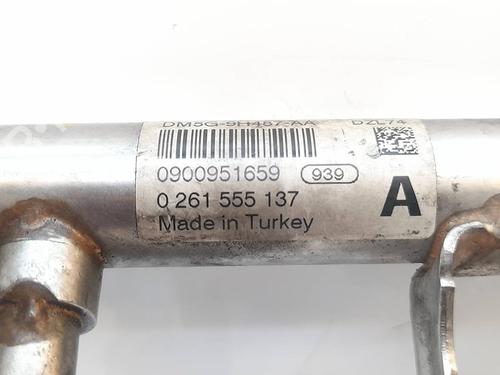 DM5G-9H487-AA DZL74
0900951659 939
0 261 555 137 A
Made in Turkey